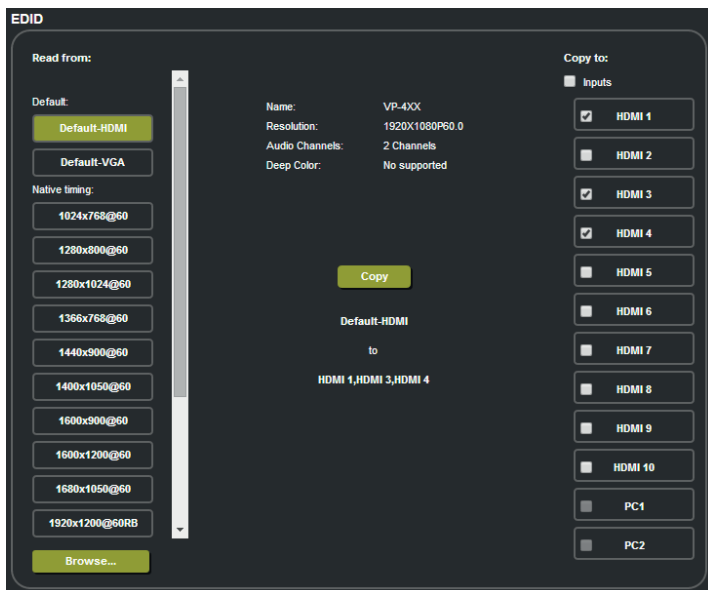 EDID
Read from:
Default:
Default-HDMI
Default-VGA
Native timing:
1024x768@60
1280x800@60
1280x1024@60
1366x768@60
1440x900@60
1400x1050@60
1600x900@60
1600x1200@60
1680x1050@60
1920x1200@60RB
Browse...
Name: VP-4XX
Resolution: 1920X1080P60.0
Audio Channels: 2 Channels
Deep Color: No supported
Copy
Default-HDMI
to
HDMI 1,HDMI 3,HDMI 4
Copy to:
Inputs
HDMI 1
HDMI 2
HDMI 3
HDMI 4
HDMI 5
HDMI 6
HDMI 7
HDMI 8
HDMI 9
HDMI 10
PC1
PC2